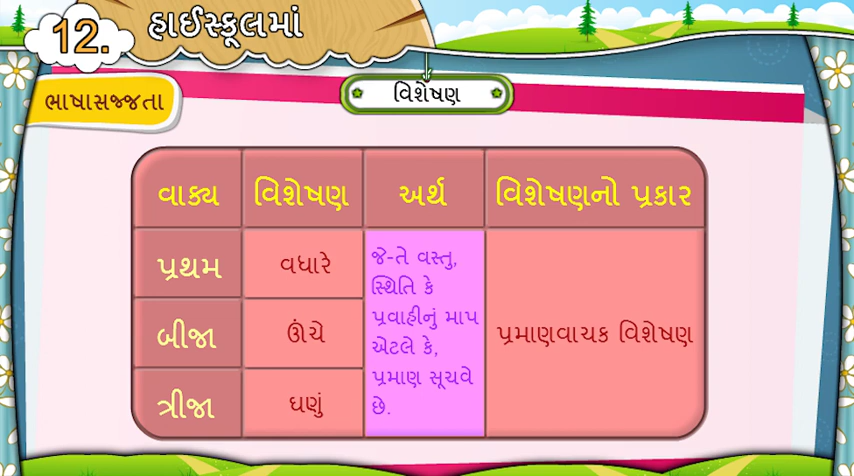 12. હાઈસ્કૂલમાં
ભાષાસજ્જતા
વિશેષણ
વાક્ય વિશેષણ અર્થ વિશેષણનો પ્રકાર
પ્રથમ વધારે
બીજા ઊંચે
ત્રીજા ઘણું
જે-તે વસ્તુ,
સ્થિતિ કે
પ્રવાહીનું માપ
એટલે કે,
પ્રમાણ સૂચવે
છે.
પ્રમાણવાચક વિશેષણ